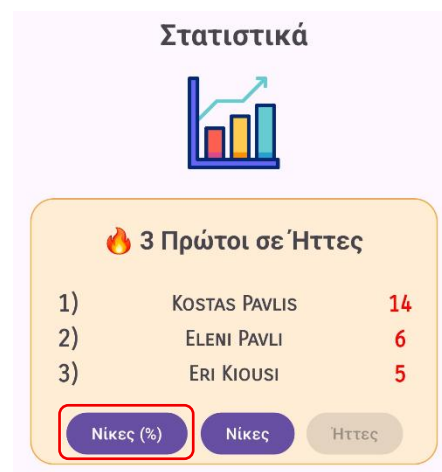 Στατιστικά
🔥 3 Πρώτοι σε Ήττες
1) KOSTAS PAVLIS 14
2) ELENI PAVLI 6
3) ERI KIOUSI 5
Νίκες (%) Νίκες Ήττες